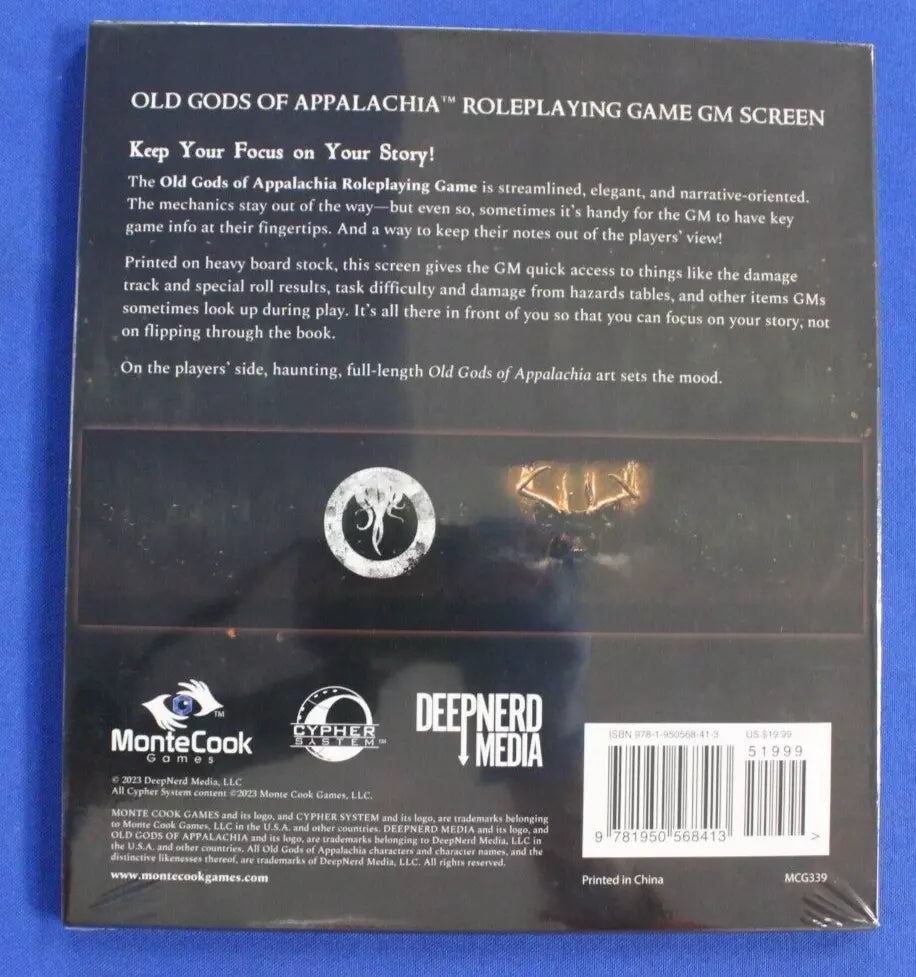 OLD GODS OF APPALACHIA™ ROLEPLAYING GAME GM SCREEN
Keep Your Focus on Your Story!
The Old Gods of Appalachia Roleplaying Game is streamlined, elegant, and narrative-oriented.
The mechanics stay out of the way—but even so, sometimes it's handy for the GM to have key
game info at their fingertips. And a way to keep their notes out of the players' view!
Printed on heavy board stock, this screen gives the GM quick access to things like the damage
track and special roll results, task difficulty and damage from hazards tables, and other items GMs
sometimes look up during play. It's all there in front of you so that you can focus on your story, not
on flipping through the book.
On the players' side, haunting, full-length Old Gods of Appalachia art sets the mood.
MonteCook
Games
TM
CYPHER
SYSTEM™
DEEPNERD
MEDIA
© 2023 DeepNerd Media, LLC
All Cypher System content ©2023 Monte Cook Games, LLC.
MONTE COOK GAMES and its logo, and CYPHER SYSTEM and its logo, are trademarks belonging
to Monte Cook Games, LLC in the U.S.A. and other countries. DEEPNERD MEDIA and its logo, and
OLD GODS OF APPALACHIA and its logo, are trademarks belonging to DeepNerd Media, LLC in
the U.S.A. and other countries. All Old Gods of Appalachia characters and character names, and the
distinctive likenesses thereof, are trademarks of DeepNerd Media, LLC. All rights reserved.
www.montecookgames.com
ISBN 978-1-950568-41-3 US $19.99
51999
9 781950 568413 >
Printed in China MCG339